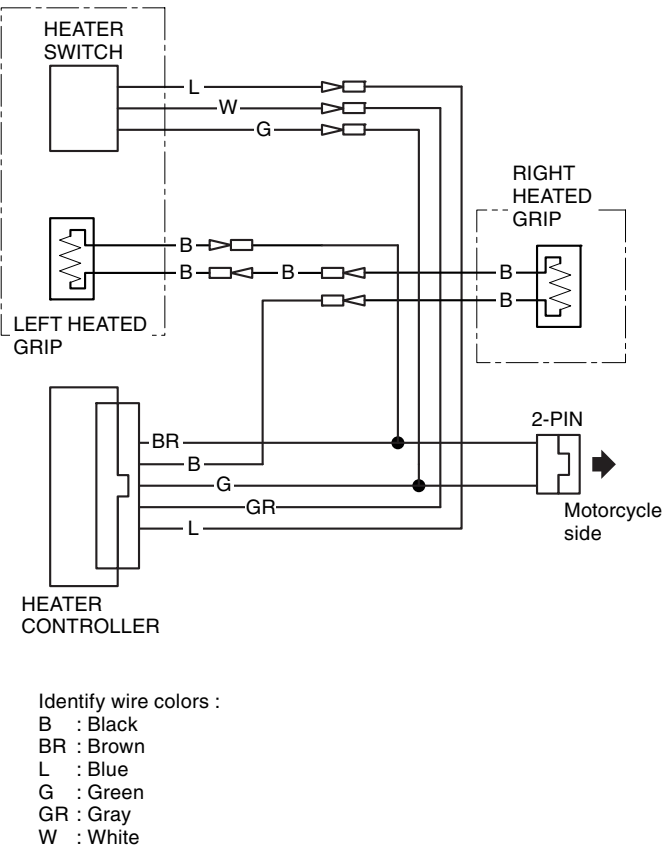 HEATER
SWITCH
L
W
G
RIGHT
HEATED
GRIP
B
B
B
B
B
LEFT HEATED
GRIP
2-PIN
BR
B
G
GR
L
Motorcycle
side
HEATER
CONTROLLER
Identify wire colors :
B : Black
BR : Brown
L : Blue
G : Green
GR : Gray
W : White